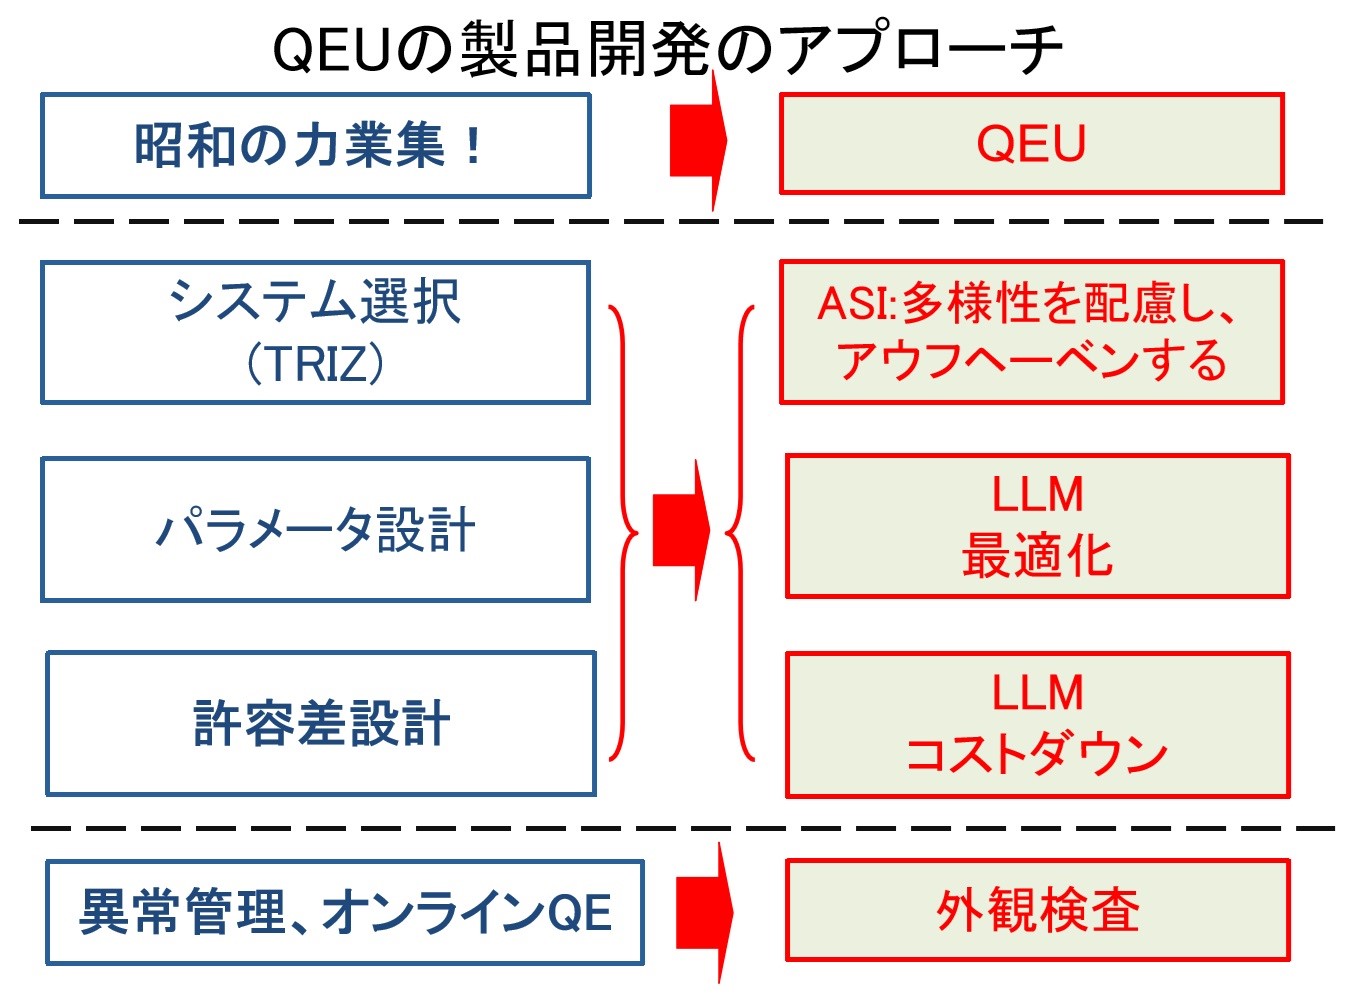 QEUの製品開発のアプローチ
昭和の力業集！
QEU
システム選択
（TRIZ）
ASI:多様性を配慮し、
アウフヘーベンする
パラメータ設計
LLM
最適化
許容差設計
LLM
コストダウン
異常管理、オンラインQE
外観検査